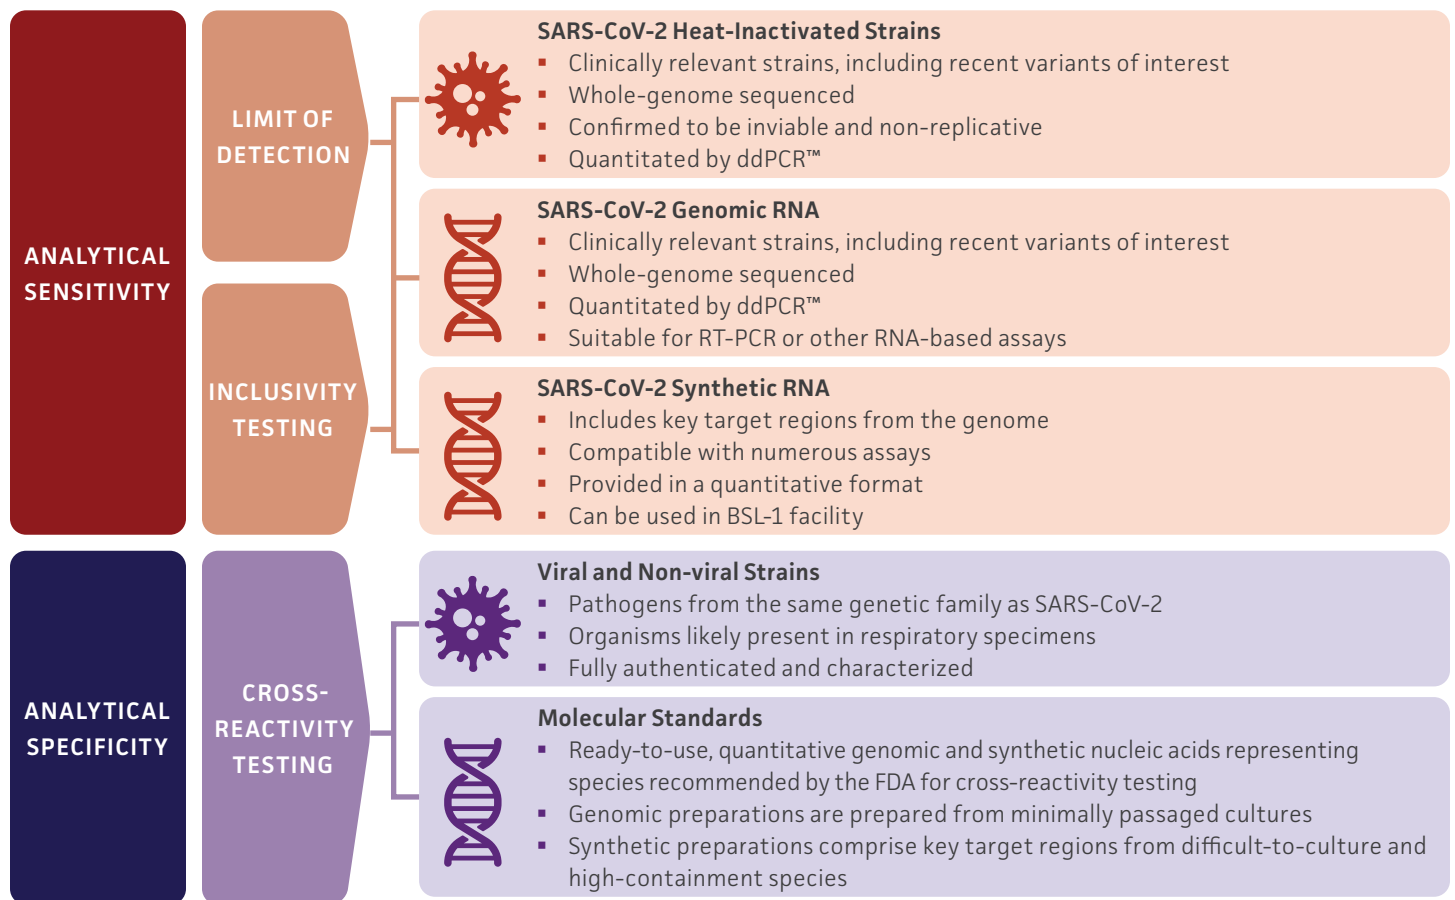 ANALYTICAL
SENSITIVITY
LIMIT OF
DETECTION
INCLUSIVITY
TESTING
SARS-CoV-2 Heat-Inactivated Strains
▪ Clinically relevant strains, including recent variants of interest
▪ Whole-genome sequenced
▪ Confirmed to be inviable and non-replicative
▪ Quantitated by ddPCR™
SARS-CoV-2 Genomic RNA
▪ Clinically relevant strains, including recent variants of interest
▪ Whole-genome sequenced
▪ Quantitated by ddPCR™
▪ Suitable for RT-PCR or other RNA-based assays
SARS-CoV-2 Synthetic RNA
▪ Includes key target regions from the genome
▪ Compatible with numerous assays
▪ Provided in a quantitative format
▪ Can be used in BSL-1 facility
ANALYTICAL
SPECIFICITY
CROSS-
REACTIVITY
TESTING
Viral and Non-viral Strains
▪ Pathogens from the same genetic family as SARS-CoV-2
▪ Organisms likely present in respiratory specimens
▪ Fully authenticated and characterized
Molecular Standards
▪ Ready-to-use, quantitative genomic and synthetic nucleic acids representing
species recommended by the FDA for cross-reactivity testing
▪ Genomic preparations are prepared from minimally passaged cultures
▪ Synthetic preparations comprise key target regions from difficult-to-culture and
high-containment species